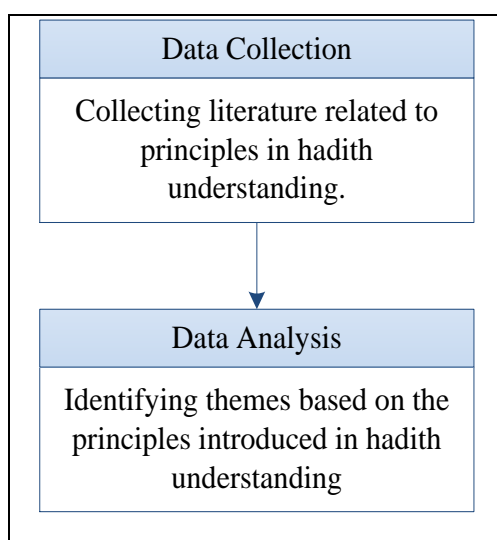 Data Collection
Collecting literature related to
principles in hadith
understanding.
Data Analysis
Identifying themes based on the
principles introduced in hadith
understanding